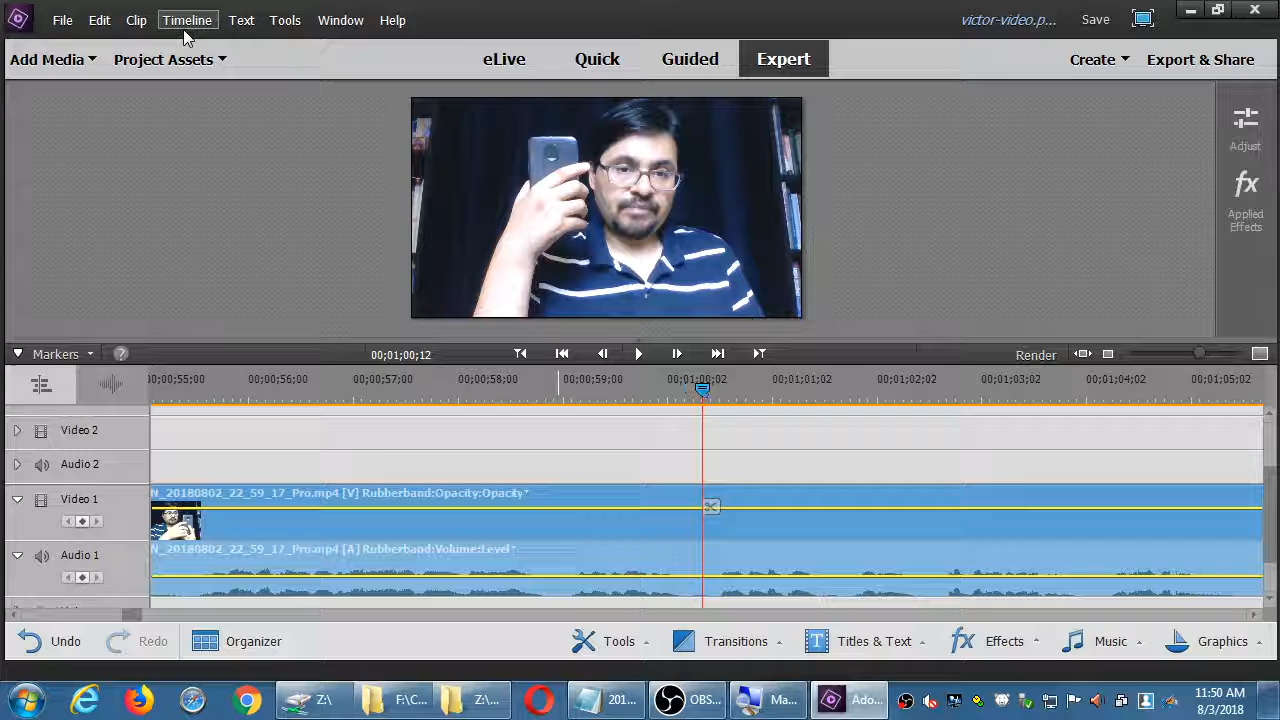 File Edit Clip Timeline Text Tools Window Help victor-video.p... Save
Add Media Project Assets eLive Quick Guided Expert Create Export & Share
Adjust
fx
Applied
Effects
Markers ? 00;01;00;12 Render
00;00;55;00 00;00;56;00 00;00;57;00 00;00;58;00 00;00;59;00 00;01;00;02 00;01;01;02 00;01;02;02 00;01;03;02 00;01;04;02 00;01;05;02
Video 2
Audio 2
Video 1 N_20180802_22_59_17_Pro.mp4 [V] Rubberband:Opacity:Opacity
Audio 1 N_20180802_22_59_17_Pro.mp4 [A] Rubberband:Volume:Level
Undo Redo Organizer Tools Transitions T Titles & Text fx Effects Music Graphics
Z:\ F:\C... Z:\... 201... OBS... Ma... Ado... 11:50 AM
8/3/2018